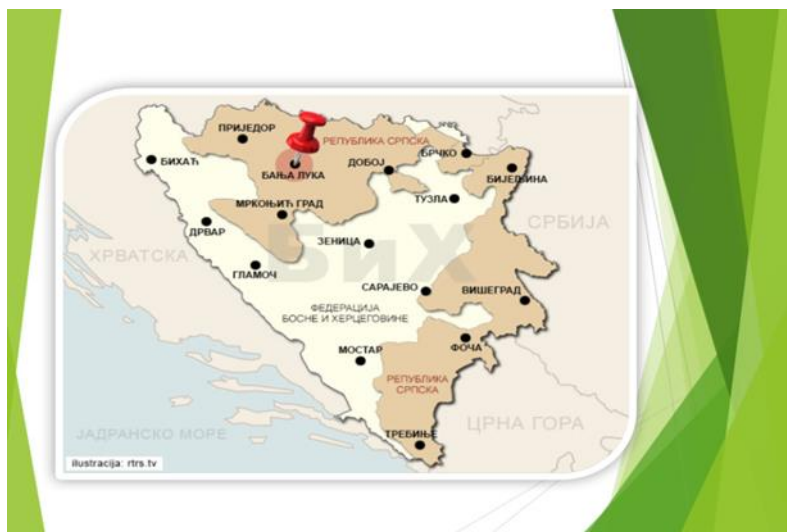 ПРИЈЕДОР
РЕПУБЛИКА СРПСКА
БРЧКО
БИХАЋ
БАЊА ЛУКА
ДОБОЈ
БИЈЕЉИНА
МРКОЊИЋ ГРАД
ТУЗЛА
ДРВАР
СРБИЈА
ЗЕНИЦА
БиХ
ХРВАТСКА
ГЛАМОЧ
САРАЈЕВО
ВИШЕГРАД
ФЕДЕРАЦИЈА
БОСНЕ И ХЕРЦЕГОВИНЕ
МОСТАР
ФОЧА
РЕПУБЛИКА
СРПСКА
ЦРНА ГОРА
ЈАДРАНСКО МОРЕ
ТРЕБИЊЕ
ilustracija: rtrs.tv